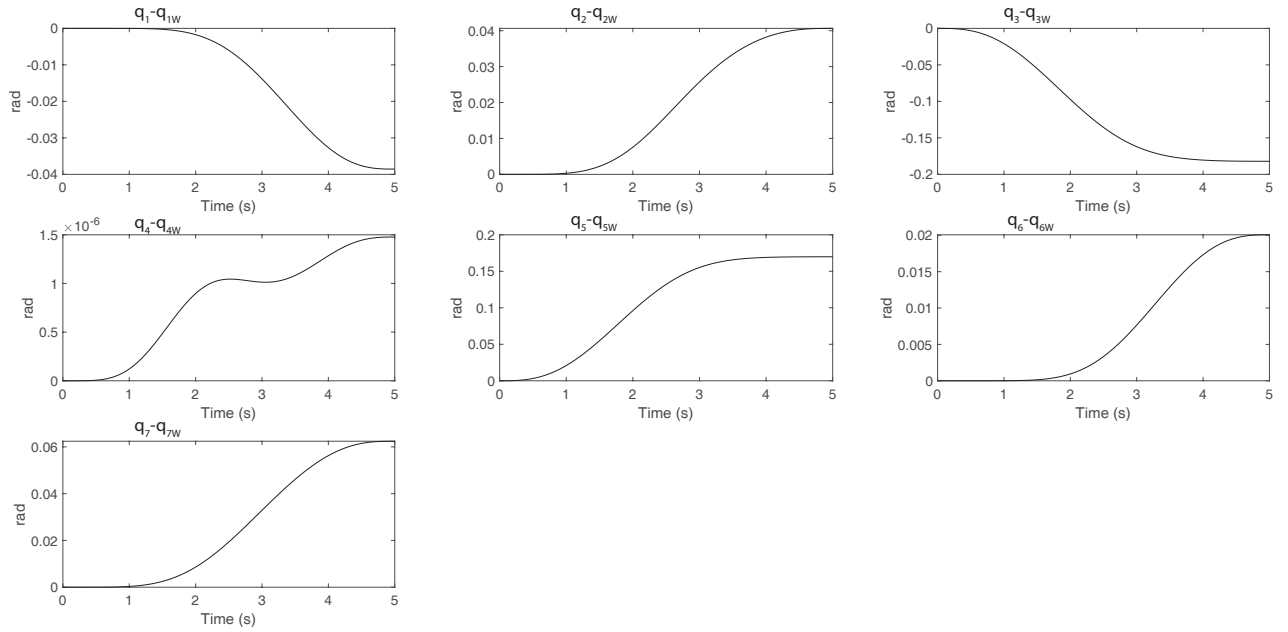 q1-q1W
q2-q2W
q3-q3W
0
-0.01
-0.02
-0.03
-0.04
rad
0 1 2 3 4 5
Time (s)
0.04
0.03
0.02
0.01
0
rad
0 1 2 3 4 5
Time (s)
0
-0.05
-0.1
-0.15
-0.2
rad
0 1 2 3 4 5
Time (s)
q4-q4W
q5-q5W
q6-q6W
×10-6
1.5
1
0.5
0
rad
0 1 2 3 4 5
Time (s)
0.2
0.15
0.1
0.05
0
rad
0 1 2 3 4 5
Time (s)
0.02
0.015
0.01
0.005
0
rad
0 1 2 3 4 5
Time (s)
q7-q7W
0.06
0.04
0.02
0
rad
0 1 2 3 4 5
Time (s)